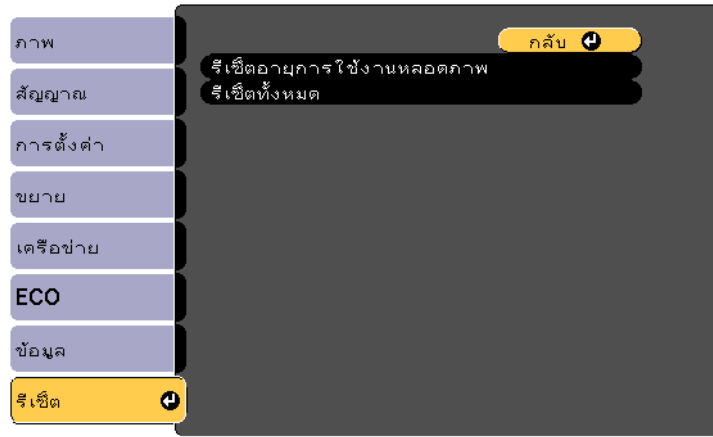 ภาพ
สัญญาณ
การตั้งค่า
ขยาย
เครือข่าย
ECO
ข้อมูล
รีเซ็ต
กลับ
รีเซ็ตอายุการใช้งานหลอดภาพ
รีเซ็ตทั้งหมด